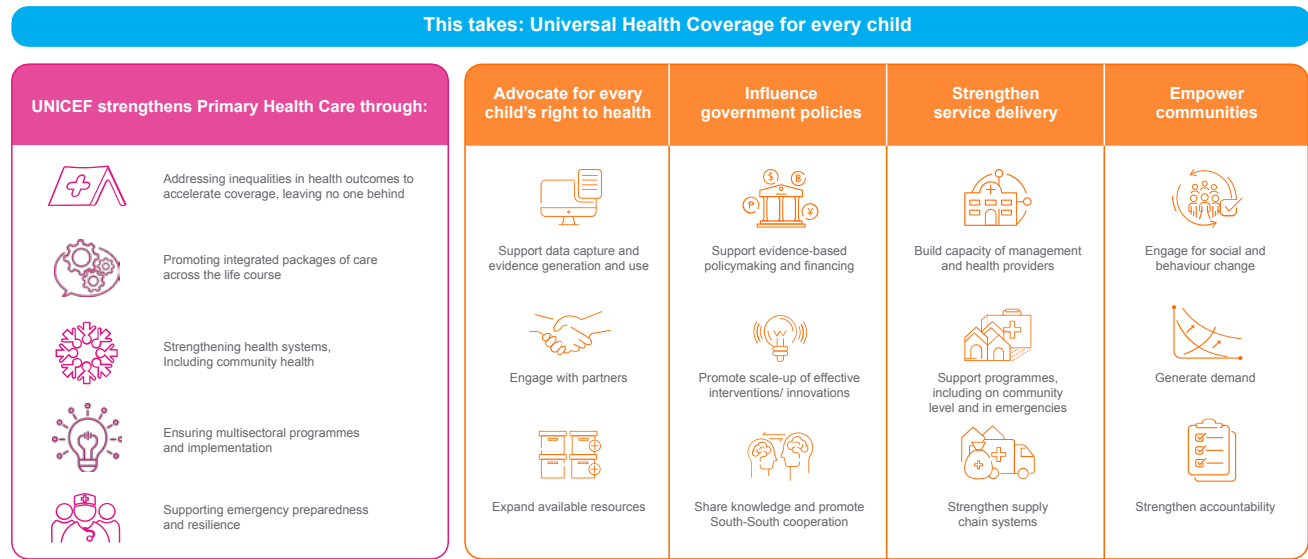 This takes: Universal Health Coverage for every child
UNICEF strengthens Primary Health Care through:
Addressing inequalities in health outcomes to
accelerate coverage, leaving no one behind
Promoting integrated packages of care
across the life course
Strengthening health systems,
Including community health
Ensuring multisectoral programmes
and implementation
Supporting emergency preparedness
and resilience
Advocate for every
child's right to health
Support data capture and
evidence generation and use
Engage with partners
Expand available resources
Influence
government policies
$
B
P
¥
Support evidence-based
policymaking and financing
Promote scale-up of effective
interventions/ innovations
Share knowledge and promote
South-South cooperation
Strengthen
service delivery
Build capacity of management
and health providers
Support programmes,
including on community
level and in emergencies
Strengthen supply
chain systems
Empower
communities
Engage for social and
behaviour change
Generate demand
Strengthen accountability